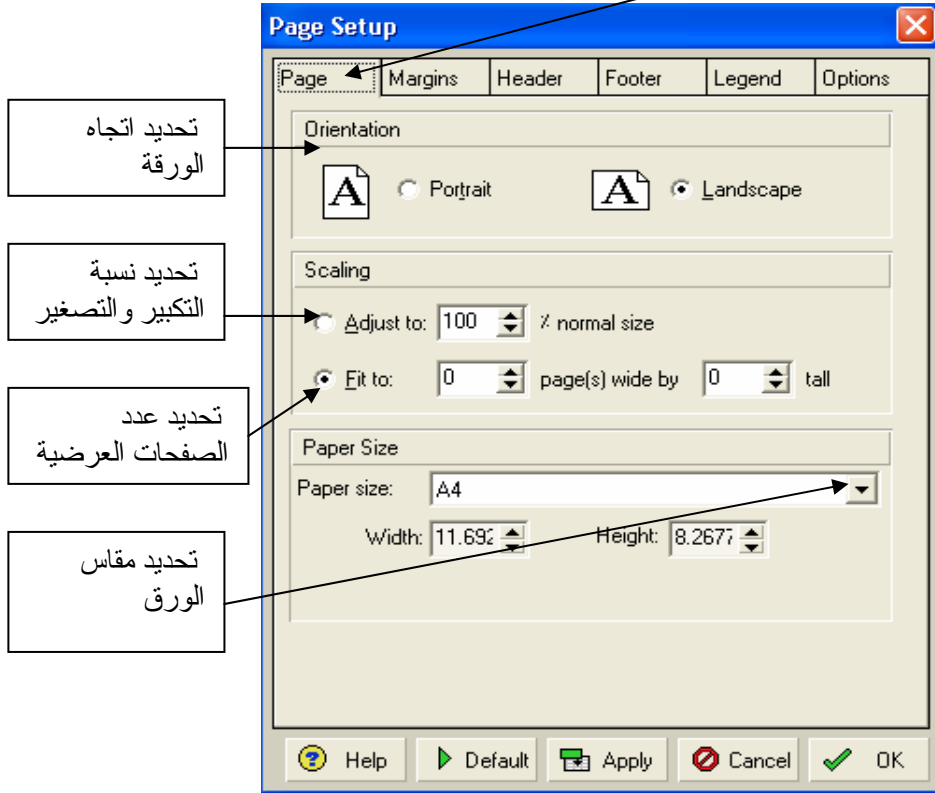 Page Setup
Page Margins Header Footer Legend Options
تحديد اتجاه
الورقة
Orientation
A Portrait A Landscape
تحديد نسبة
التكبير والتصغير
Scaling
Adjust to: 100 % normal size
Fit to: 0 page(s) wide by 0 tall
تحديد عدد
الصفحات العرضية
Paper Size
Paper size: A4
Width: 11.692 Height: 8.2677
تحديد مقاس
الورق
Help Default Apply Cancel OK